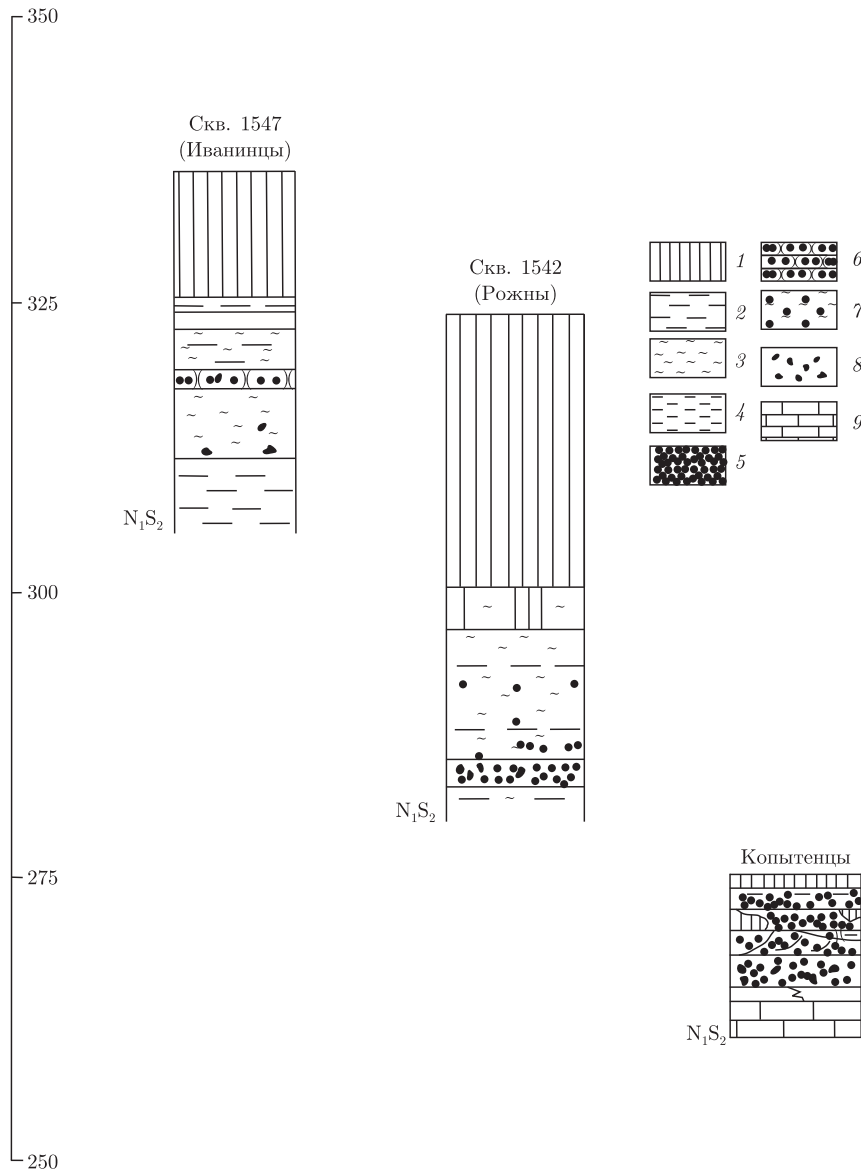 350
Скв. 1547
(Иванинцы)
325
Скв. 1542
(Рожны)
1
2
3
4
5
6
7
8
9
300
N₁S₂
N₁S₂
275
Копытенцы
N₁S₂
250